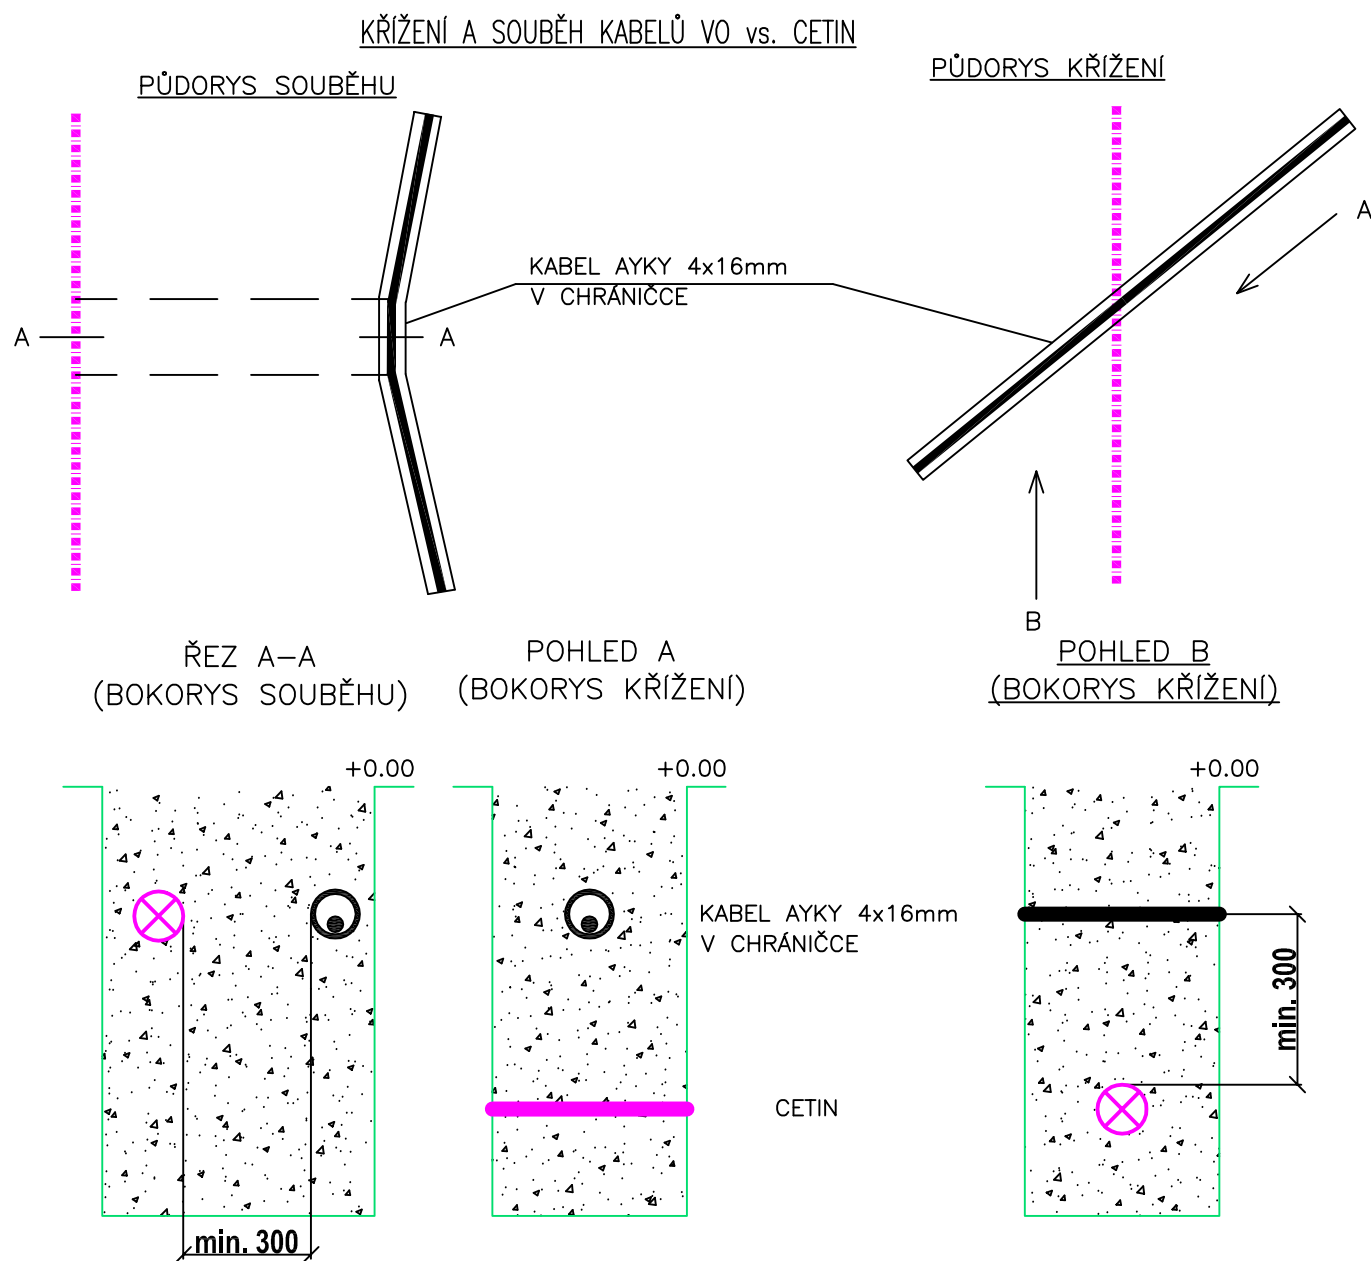 KŘÍŽENÍ A SOUBĚH KABELŮ VO vs. CETIN
PŮDORYS SOUBĚHU
PŮDORYS KŘÍŽENÍ
A
KABEL AYKY 4x16mm
V CHRÁNIČCE
A
A
B
ŘEZ A-A
(BOKORYS SOUBĚHU)
POHLED A
(BOKORYS KŘÍŽENÍ)
POHLED B
(BOKORYS KŘÍŽENÍ)
+0.00
+0.00
+0.00
KABEL AYKY 4x16mm
V CHRÁNIČCE
min. 300
CETIN
min. 300